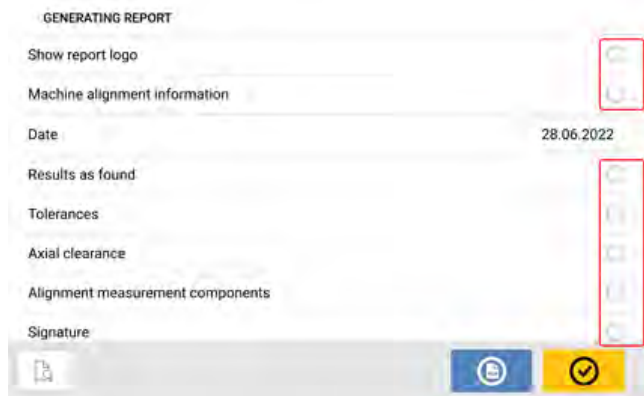 GENERATING REPORT
Show report logo
Machine alignment information
Date 28.06.2022
Results as found
Tolerances
Axial clearance
Alignment measurement components
Signature